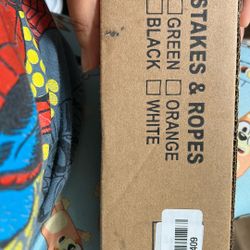 STAKES & ROPES
☐ GREEN ☐ ORANGE
☐ BLACK ☐ WHITE